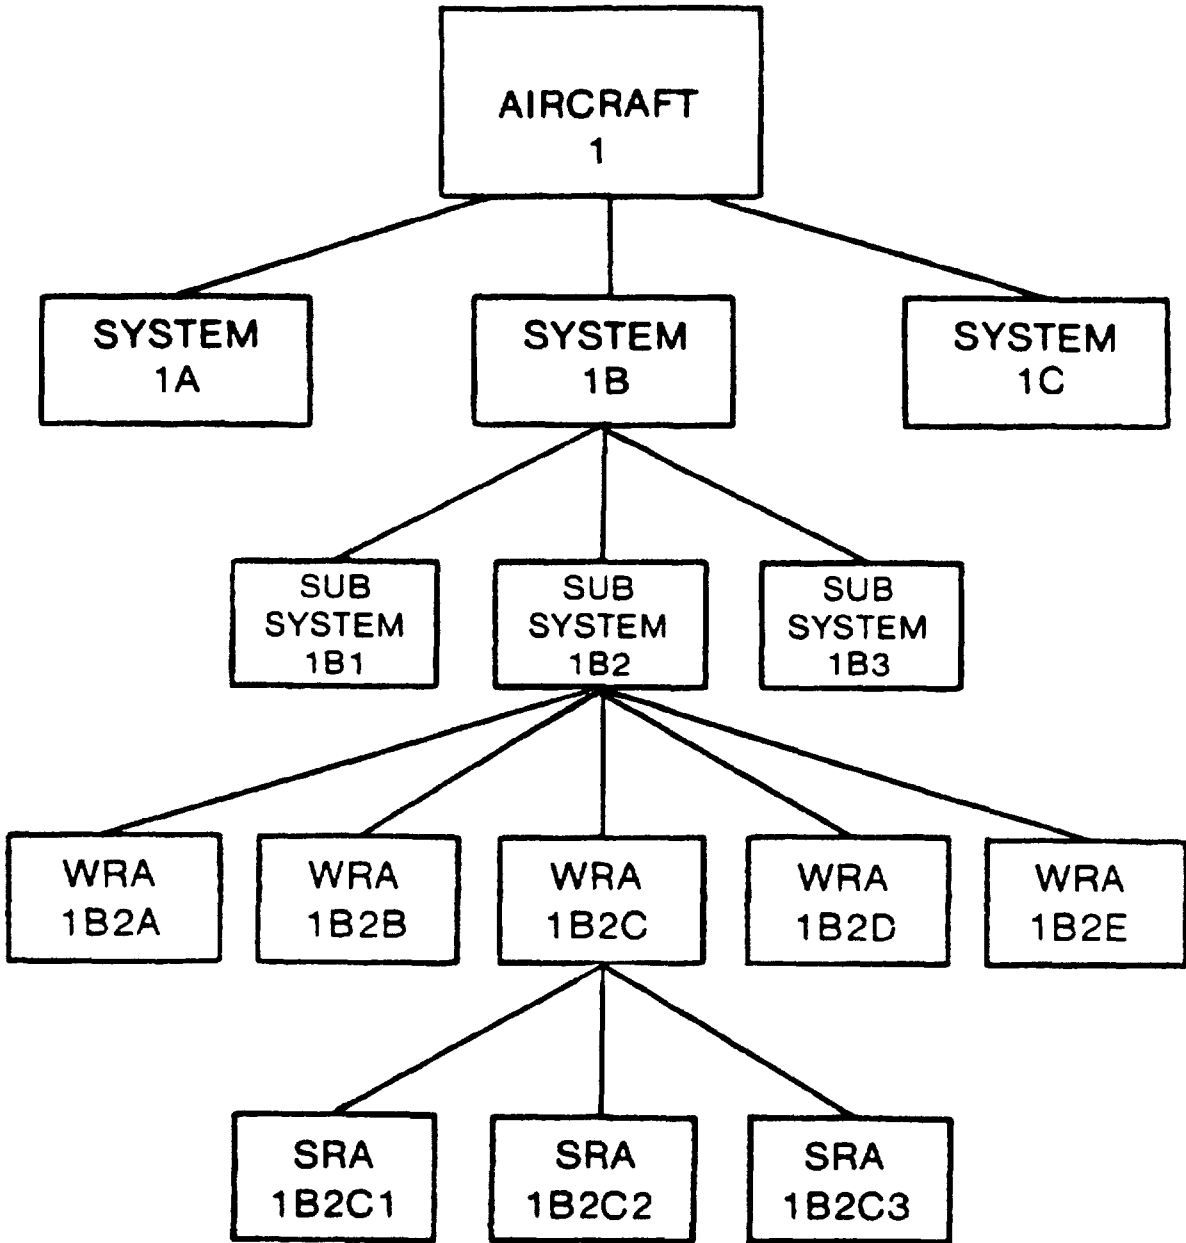 AIRCRAFT
1
SYSTEM
1A
SYSTEM
1B
SYSTEM
1C
SUB
SYSTEM
1B1
SUB
SYSTEM
1B2
SUB
SYSTEM
1B3
WRA
1B2A
WRA
1B2B
WRA
1B2C
WRA
1B2D
WRA
1B2E
SRA
1B2C1
SRA
1B2C2
SRA
1B2C3